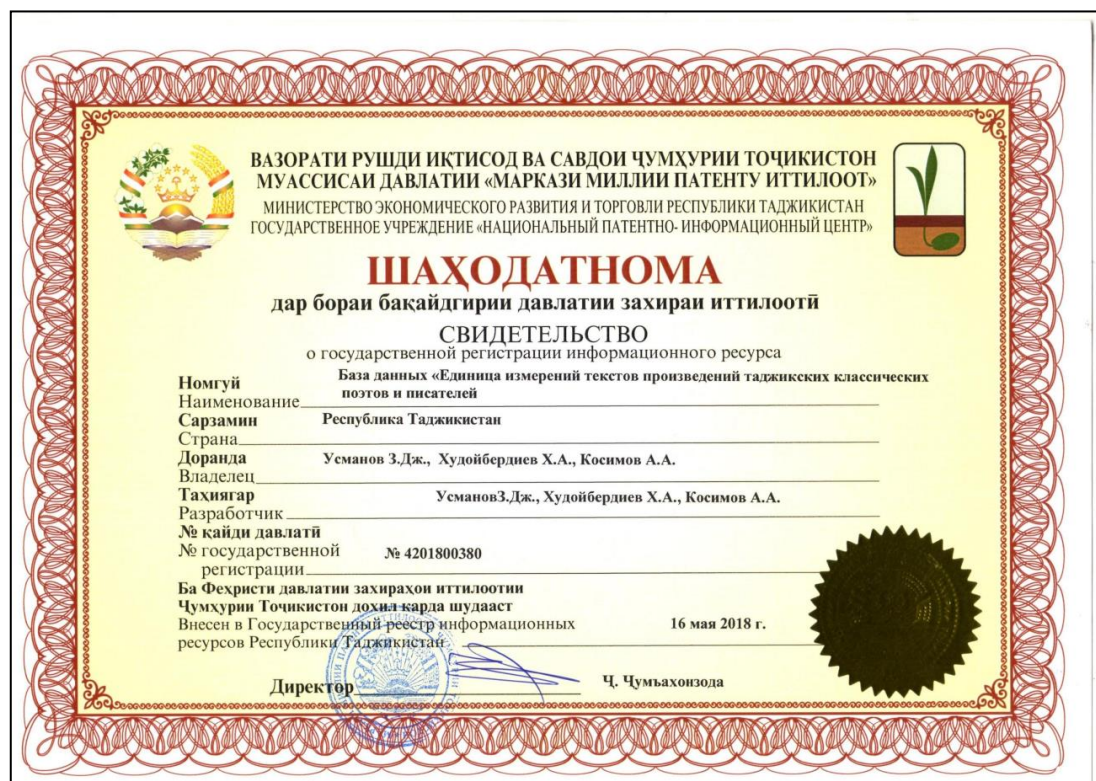 ВАЗОРАТИ РУШДИ ИҚТИСОД ВА САВДОИ ҶУМҲУРИИ ТОҶИКИСТОН
МУАССИСАИ ДАВЛАТИИ «МАРКАЗИ МИЛЛИИ ПАТЕНТУ ИТТИЛООТ»
МИНИСТЕРСТВО ЭКОНОМИЧЕСКОГО РАЗВИТИЯ И ТОРГОВЛИ РЕСПУБЛИКИ ТАДЖИКИСТАН
ГОСУДАРСТВЕННОЕ УЧРЕЖДЕНИЕ «НАЦИОНАЛЬНЫЙ ПАТЕНТНО- ИНФОРМАЦИОННЫЙ ЦЕНТР»
ШАҲОДАТНОМА
дар бораи бақайдгирии давлатии захираи иттилоотӣ
СВИДЕТЕЛЬСТВО
о государственной регистрации информационного ресурса
Номгуй База данных «Единица измерений текстов произведений таджикских классических
Наименование поэтов и писателей
Сарзамин Республика Таджикистан
Страна
Доранда Усманов З.Дж., Худойбердиев Х.А., Косимов А.А.
Владелец
Таҳиягар УсмановЗ.Дж., Худойбердиев Х.А., Косимов А.А.
Разработчик
№ қайди давлатӣ
№ государственной № 4201800380
регистрации
Ба Феҳристи давлатии захираҳои иттилоотии
Ҷумҳурии Тоҷикистон дохил карда шудааст
Внесен в Государственный реестр информационных 16 мая 2018 г.
ресурсов Республики Таджикистан
Директор Ҷ. Ҷумъахонзода